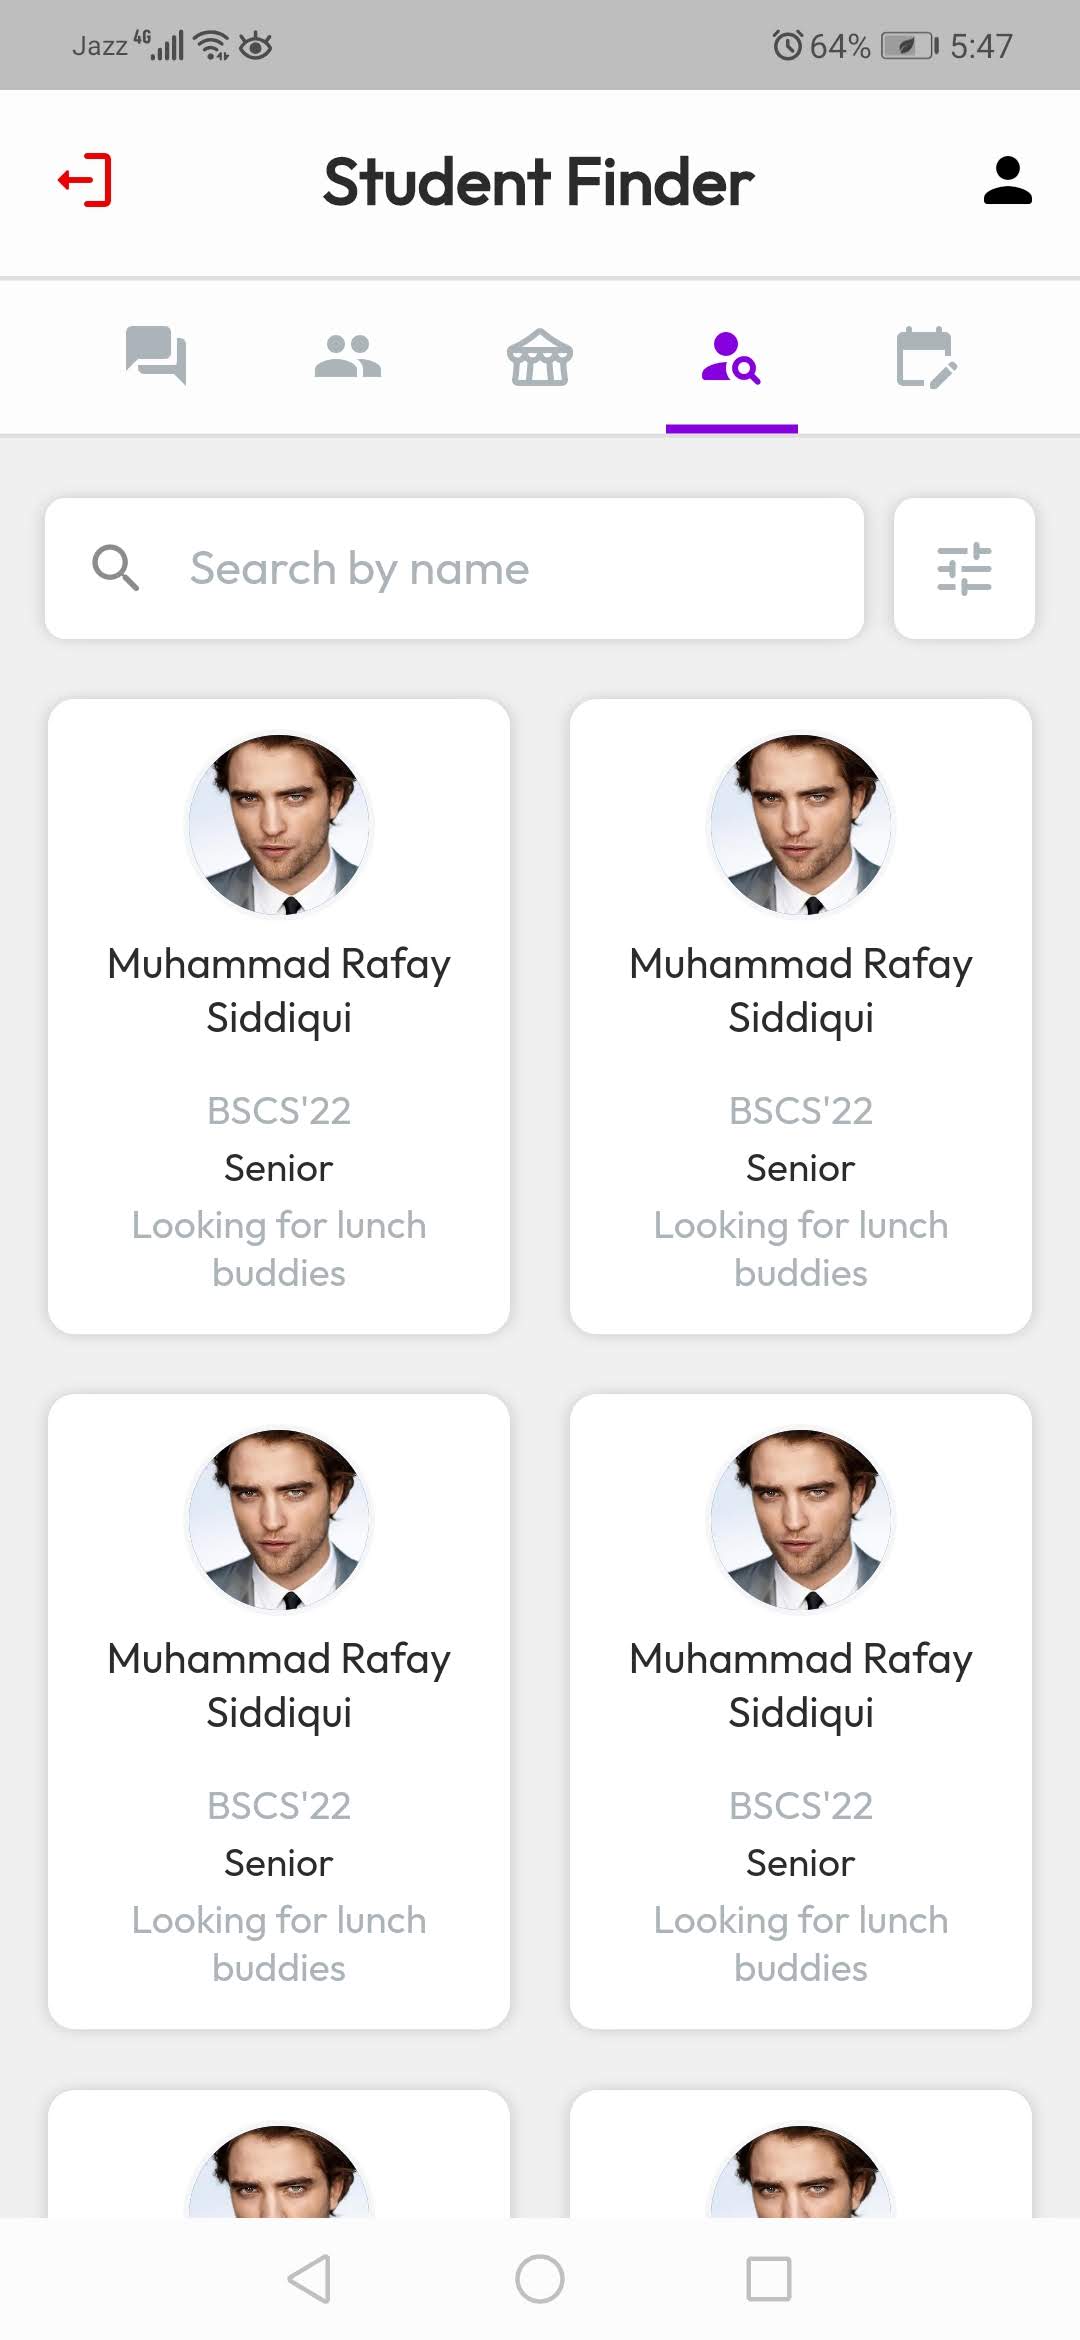 Jazz 4G 64% 5:47
Student Finder
Search by name
Muhammad Rafay
Siddiqui
BSCS'22
Senior
Looking for lunch
buddies
Muhammad Rafay
Siddiqui
BSCS'22
Senior
Looking for lunch
buddies
Muhammad Rafay
Siddiqui
BSCS'22
Senior
Looking for lunch
buddies
Muhammad Rafay
Siddiqui
BSCS'22
Senior
Looking for lunch
buddies